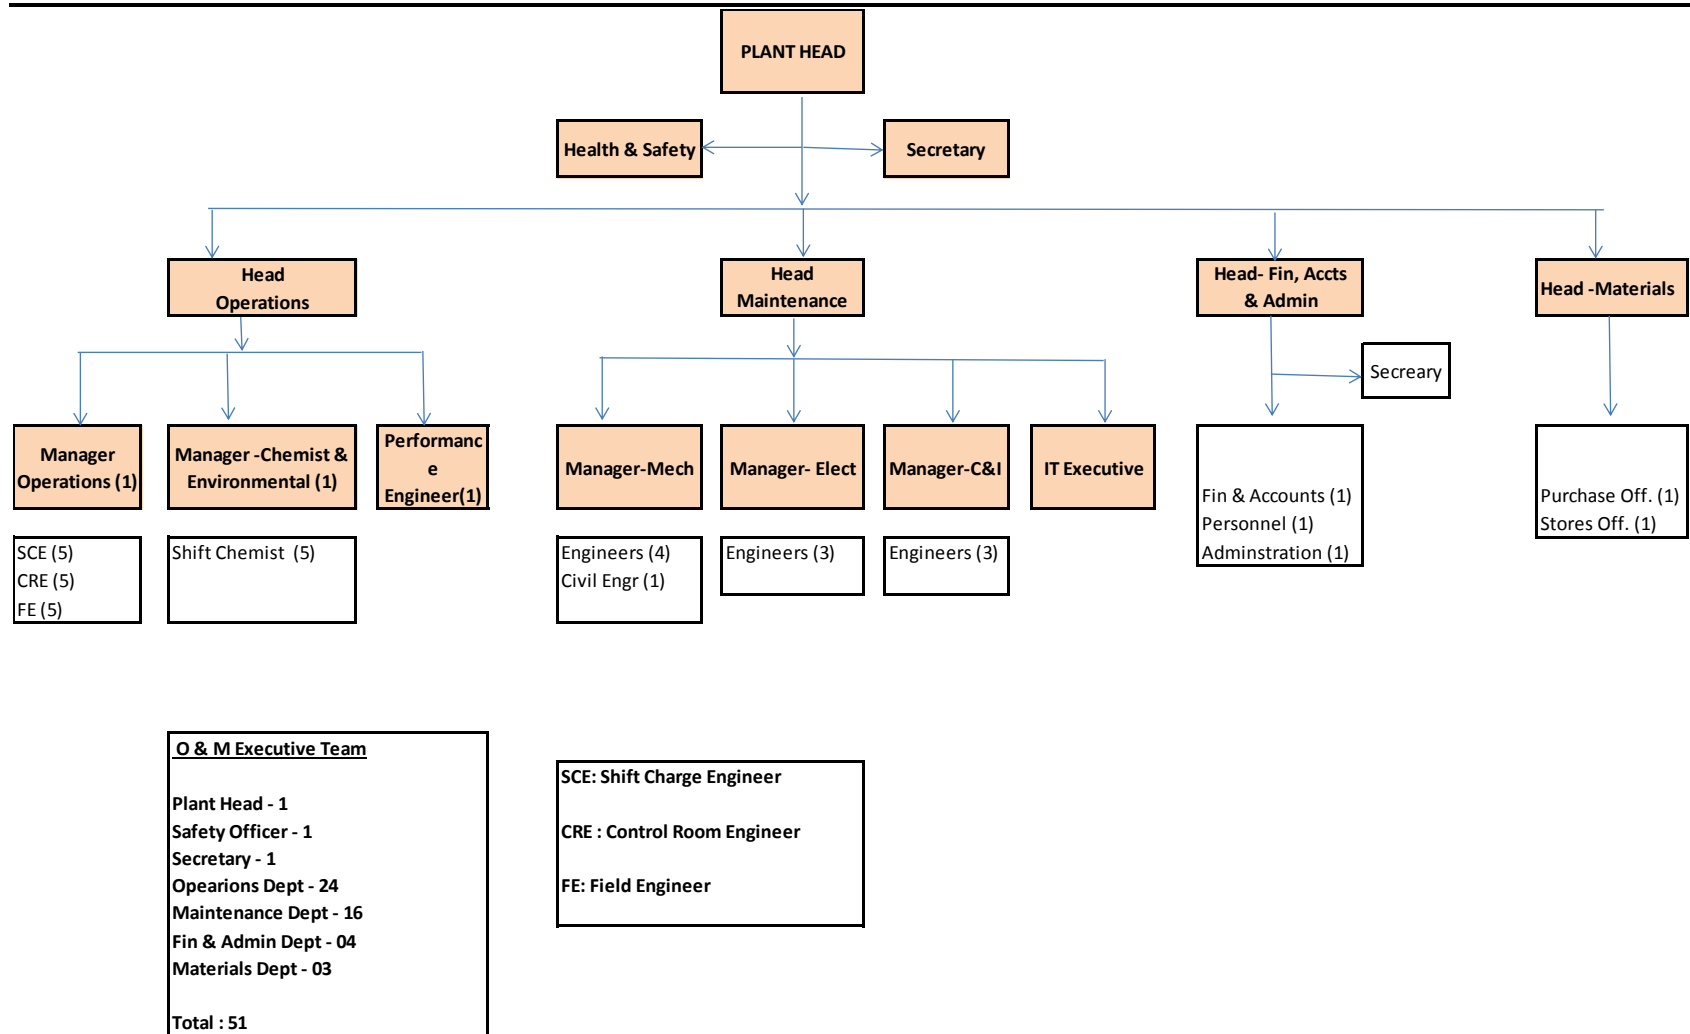 PLANT HEAD
Health & Safety
Secretary
Head
Operations
Head
Maintenance
Head- Fin, Accts
& Admin
Head -Materials
Secreary
Manager
Operations (1)
Manager -Chemist &
Environmental (1)
Performanc
e
Engineer(1)
Manager-Mech
Manager- Elect
Manager-C&I
IT Executive
Fin & Accounts (1)
Personnel (1)
Adminstration (1)
Purchase Off. (1)
Stores Off. (1)
SCE (5)
CRE (5)
FE (5)
Shift Chemist  (5)
Engineers (4)
Civil Engr (1)
Engineers (3)
Engineers (3)
O & M Executive Team
Plant Head - 1
Safety Officer - 1
Secretary - 1
Opearions Dept - 24
Maintenance Dept - 16
Fin & Admin Dept - 04
Materials Dept - 03
Total : 51
SCE: Shift Charge Engineer
CRE : Control Room Engineer
FE: Field Engineer